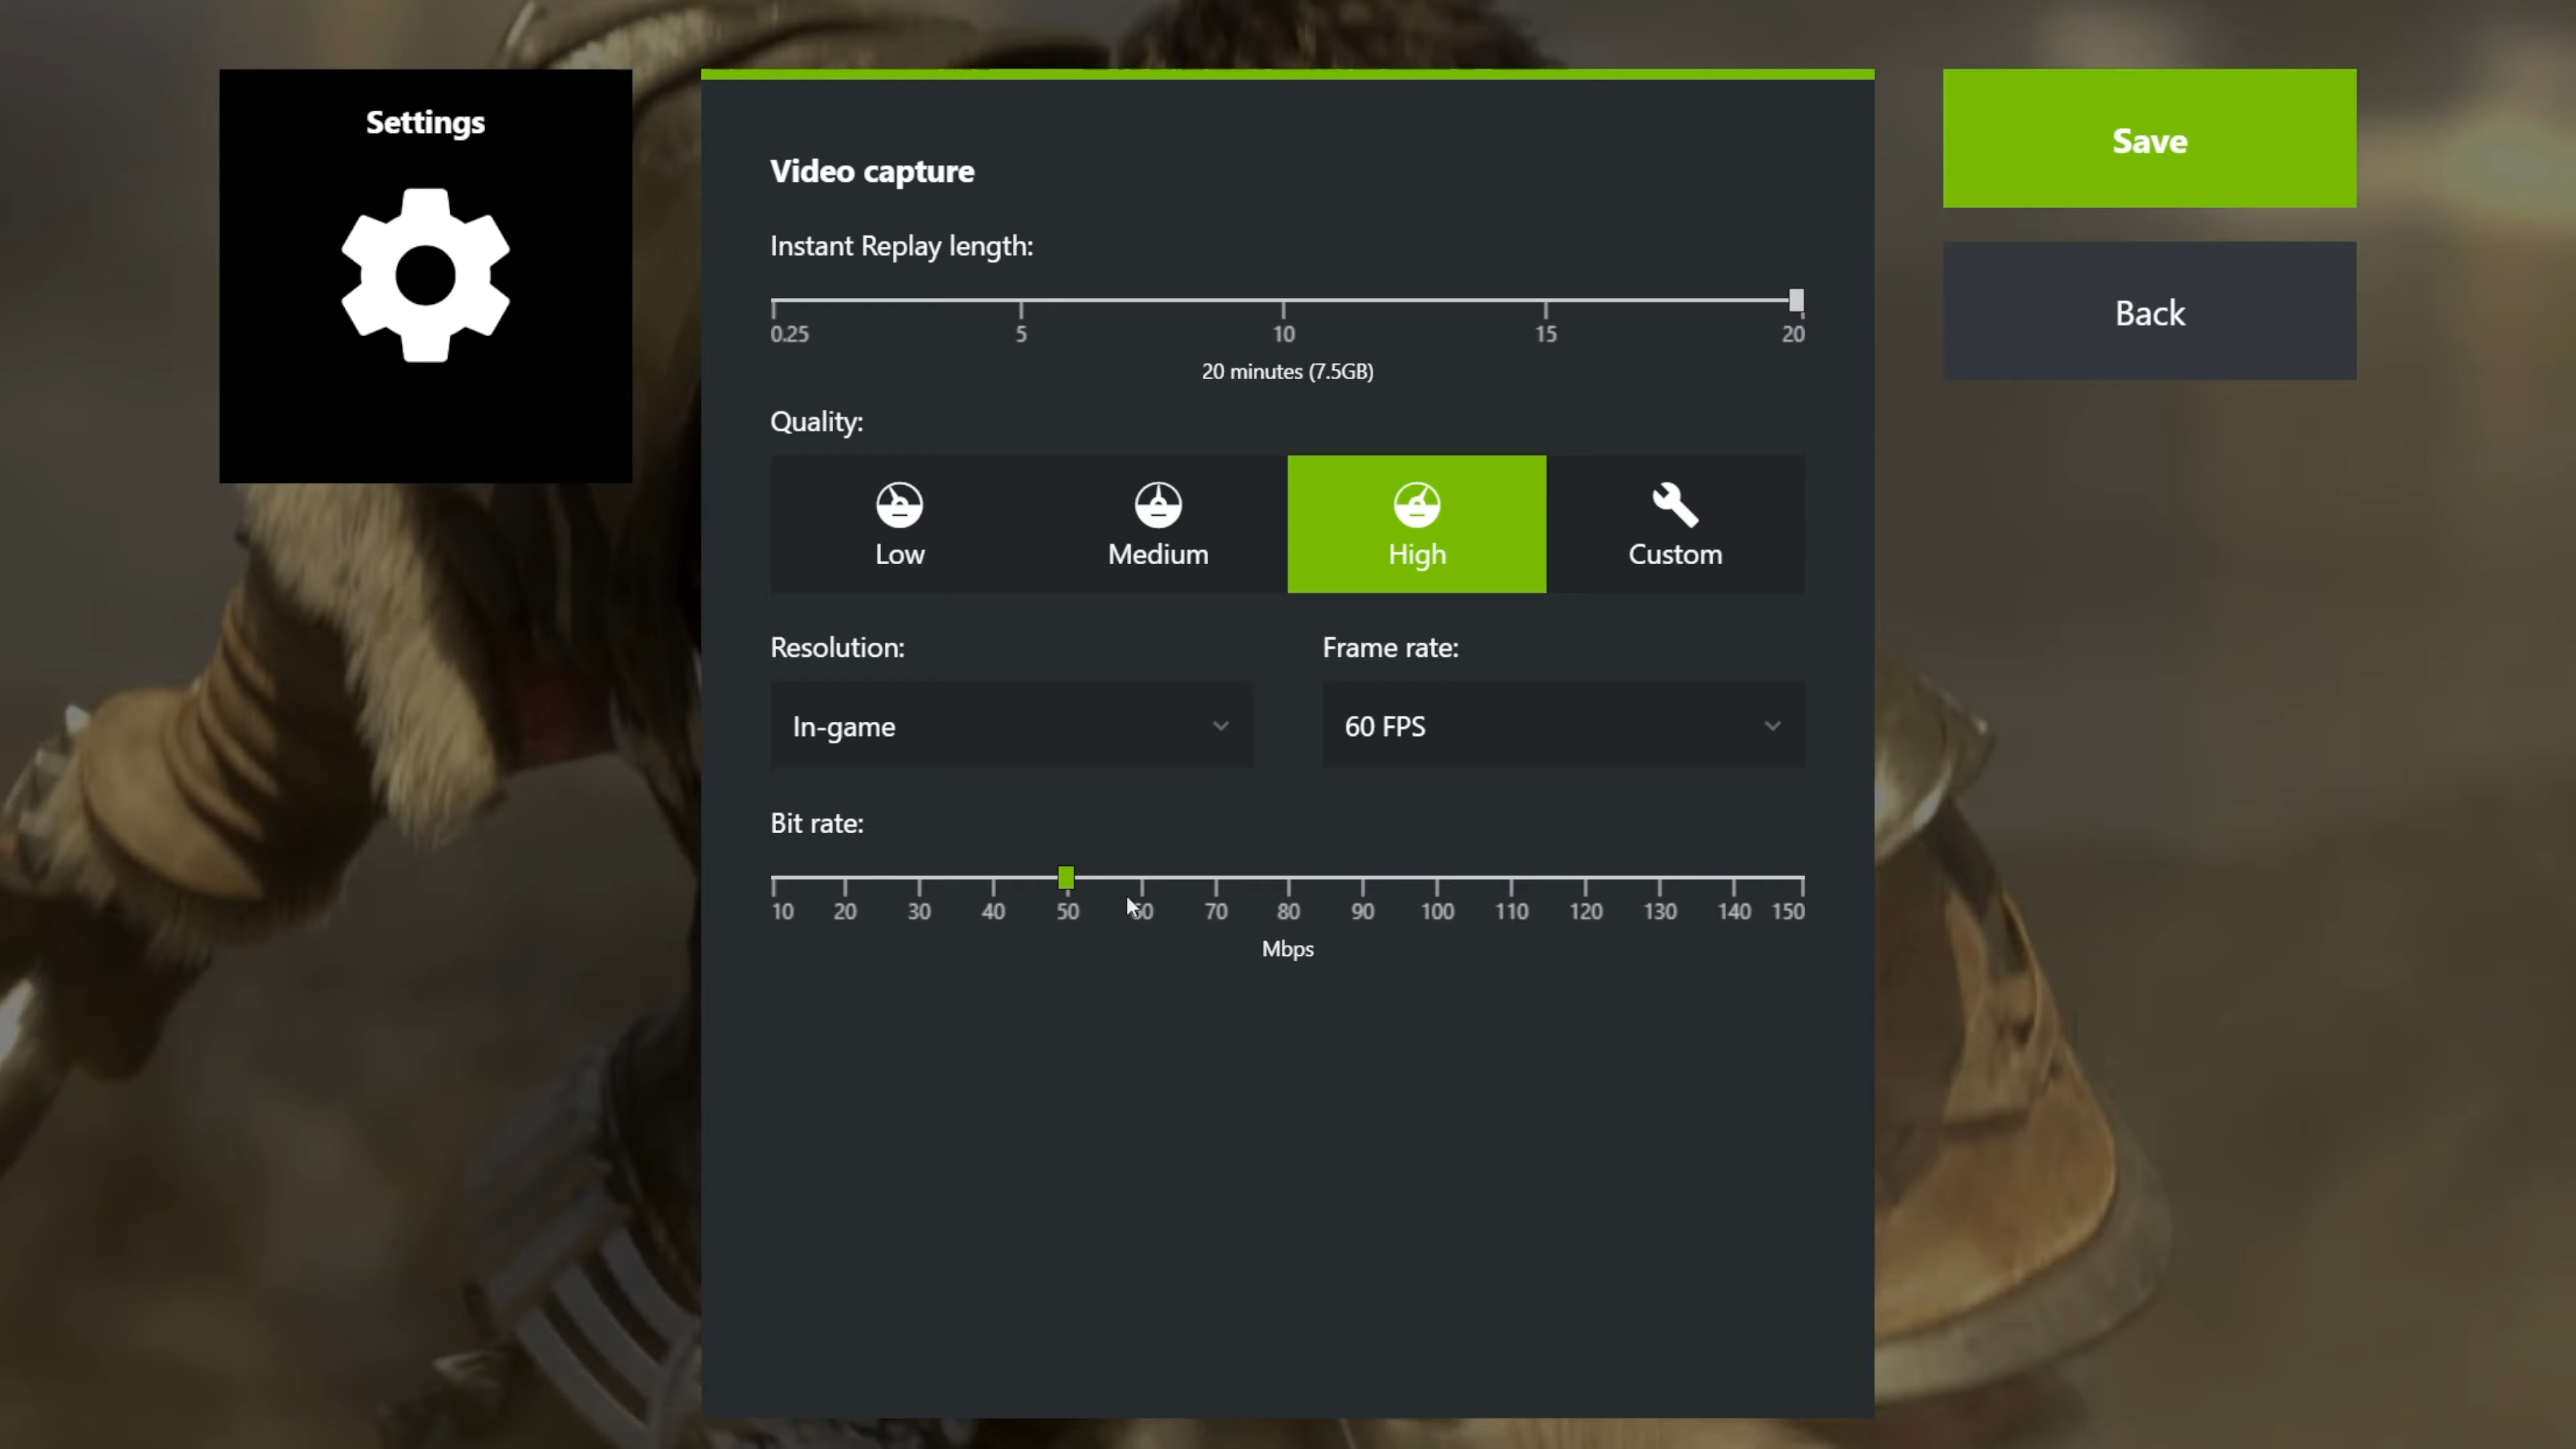 Settings
Video capture
Instant Replay length:
0.25 5 10 15 20
20 minutes (7.5GB)
Quality:
Low Medium High Custom
Resolution: Frame rate:
In-game 60 FPS
Bit rate:
10 20 30 40 50 60 70 80 90 100 110 120 130 140 150
Mbps
Save
Back